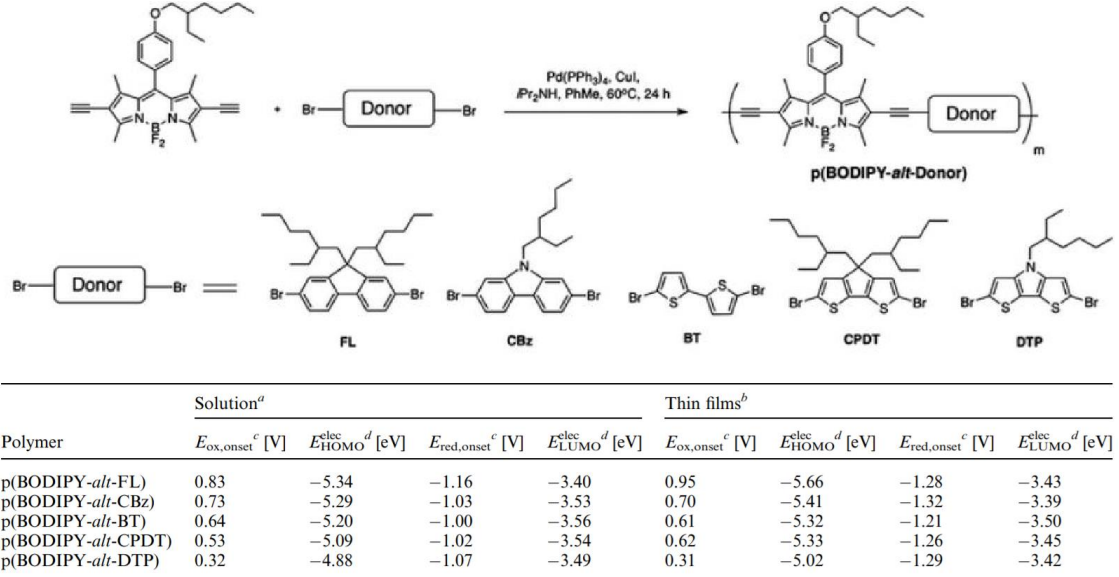 O
N
N
B
F2
+
Br
Donor
Br
Pd(PPh3)4, CuI,
iPr2NH, PhMe, 60ºC, 24 h
O
N
N
B
F2
Donor
m
p(BODIPY-alt-Donor)
Br
Donor
Br
Br
Br
FL
N
Br
Br
CBz
Br
S
S
Br
BT
Br
S
S
Br
CPDT
N
Br
S
S
Br
DTP
Solutiona Thin filmsb
Polymer Eox,onsetc [V] EelecHOMOd [eV] Ered,onsetc [V] EelecLUMOd [eV] Eox,onsetc [V] EelecHOMOd [eV] Ered,onsetc [V] EelecLUMOd [eV]
p(BODIPY-alt-FL) 0.83 −5.34 −1.16 −3.40 0.95 −5.66 −1.28 −3.43
p(BODIPY-alt-CBz) 0.73 −5.29 −1.03 −3.53 0.70 −5.41 −1.32 −3.39
p(BODIPY-alt-BT) 0.64 −5.20 −1.00 −3.56 0.61 −5.32 −1.21 −3.50
p(BODIPY-alt-CPDT) 0.53 −5.09 −1.02 −3.54 0.62 −5.33 −1.26 −3.45
p(BODIPY-alt-DTP) 0.32 −4.88 −1.07 −3.49 0.31 −5.02 −1.29 −3.42